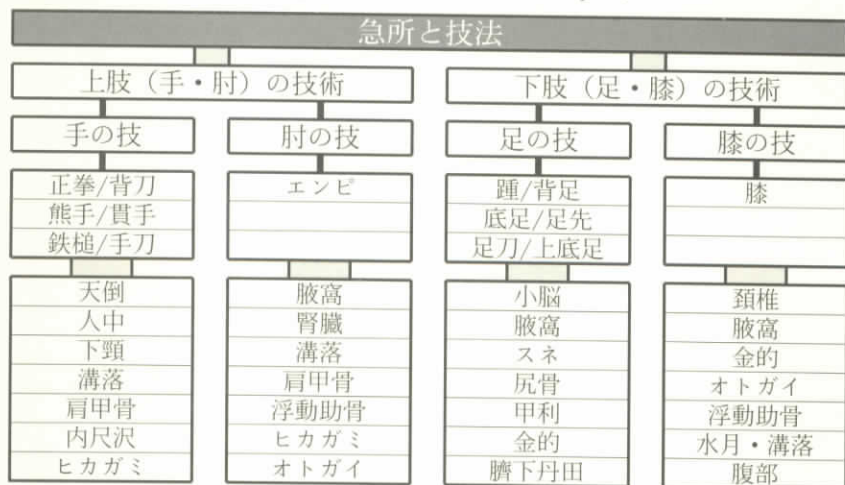 急所と技法
上肢（手・肘）の技術
下肢（足・膝）の技術
手の技
肘の技
足の技
膝の技
正拳/背刀
熊手/貫手
鉄槌/手刀
エンピ
踵/背足
底足/足先
足刀/上底足
膝
天倒
人中
下顎
溝落
肩甲骨
内尺沢
ヒカガミ
腋窩
腎臓
溝落
肩甲骨
浮動助骨
ヒカガミ
オトガイ
小脳
腋窩
スネ
尻骨
甲利
金的
臍下丹田
頚椎
腋窩
金的
オトガイ
浮動助骨
水月・溝落
腹部